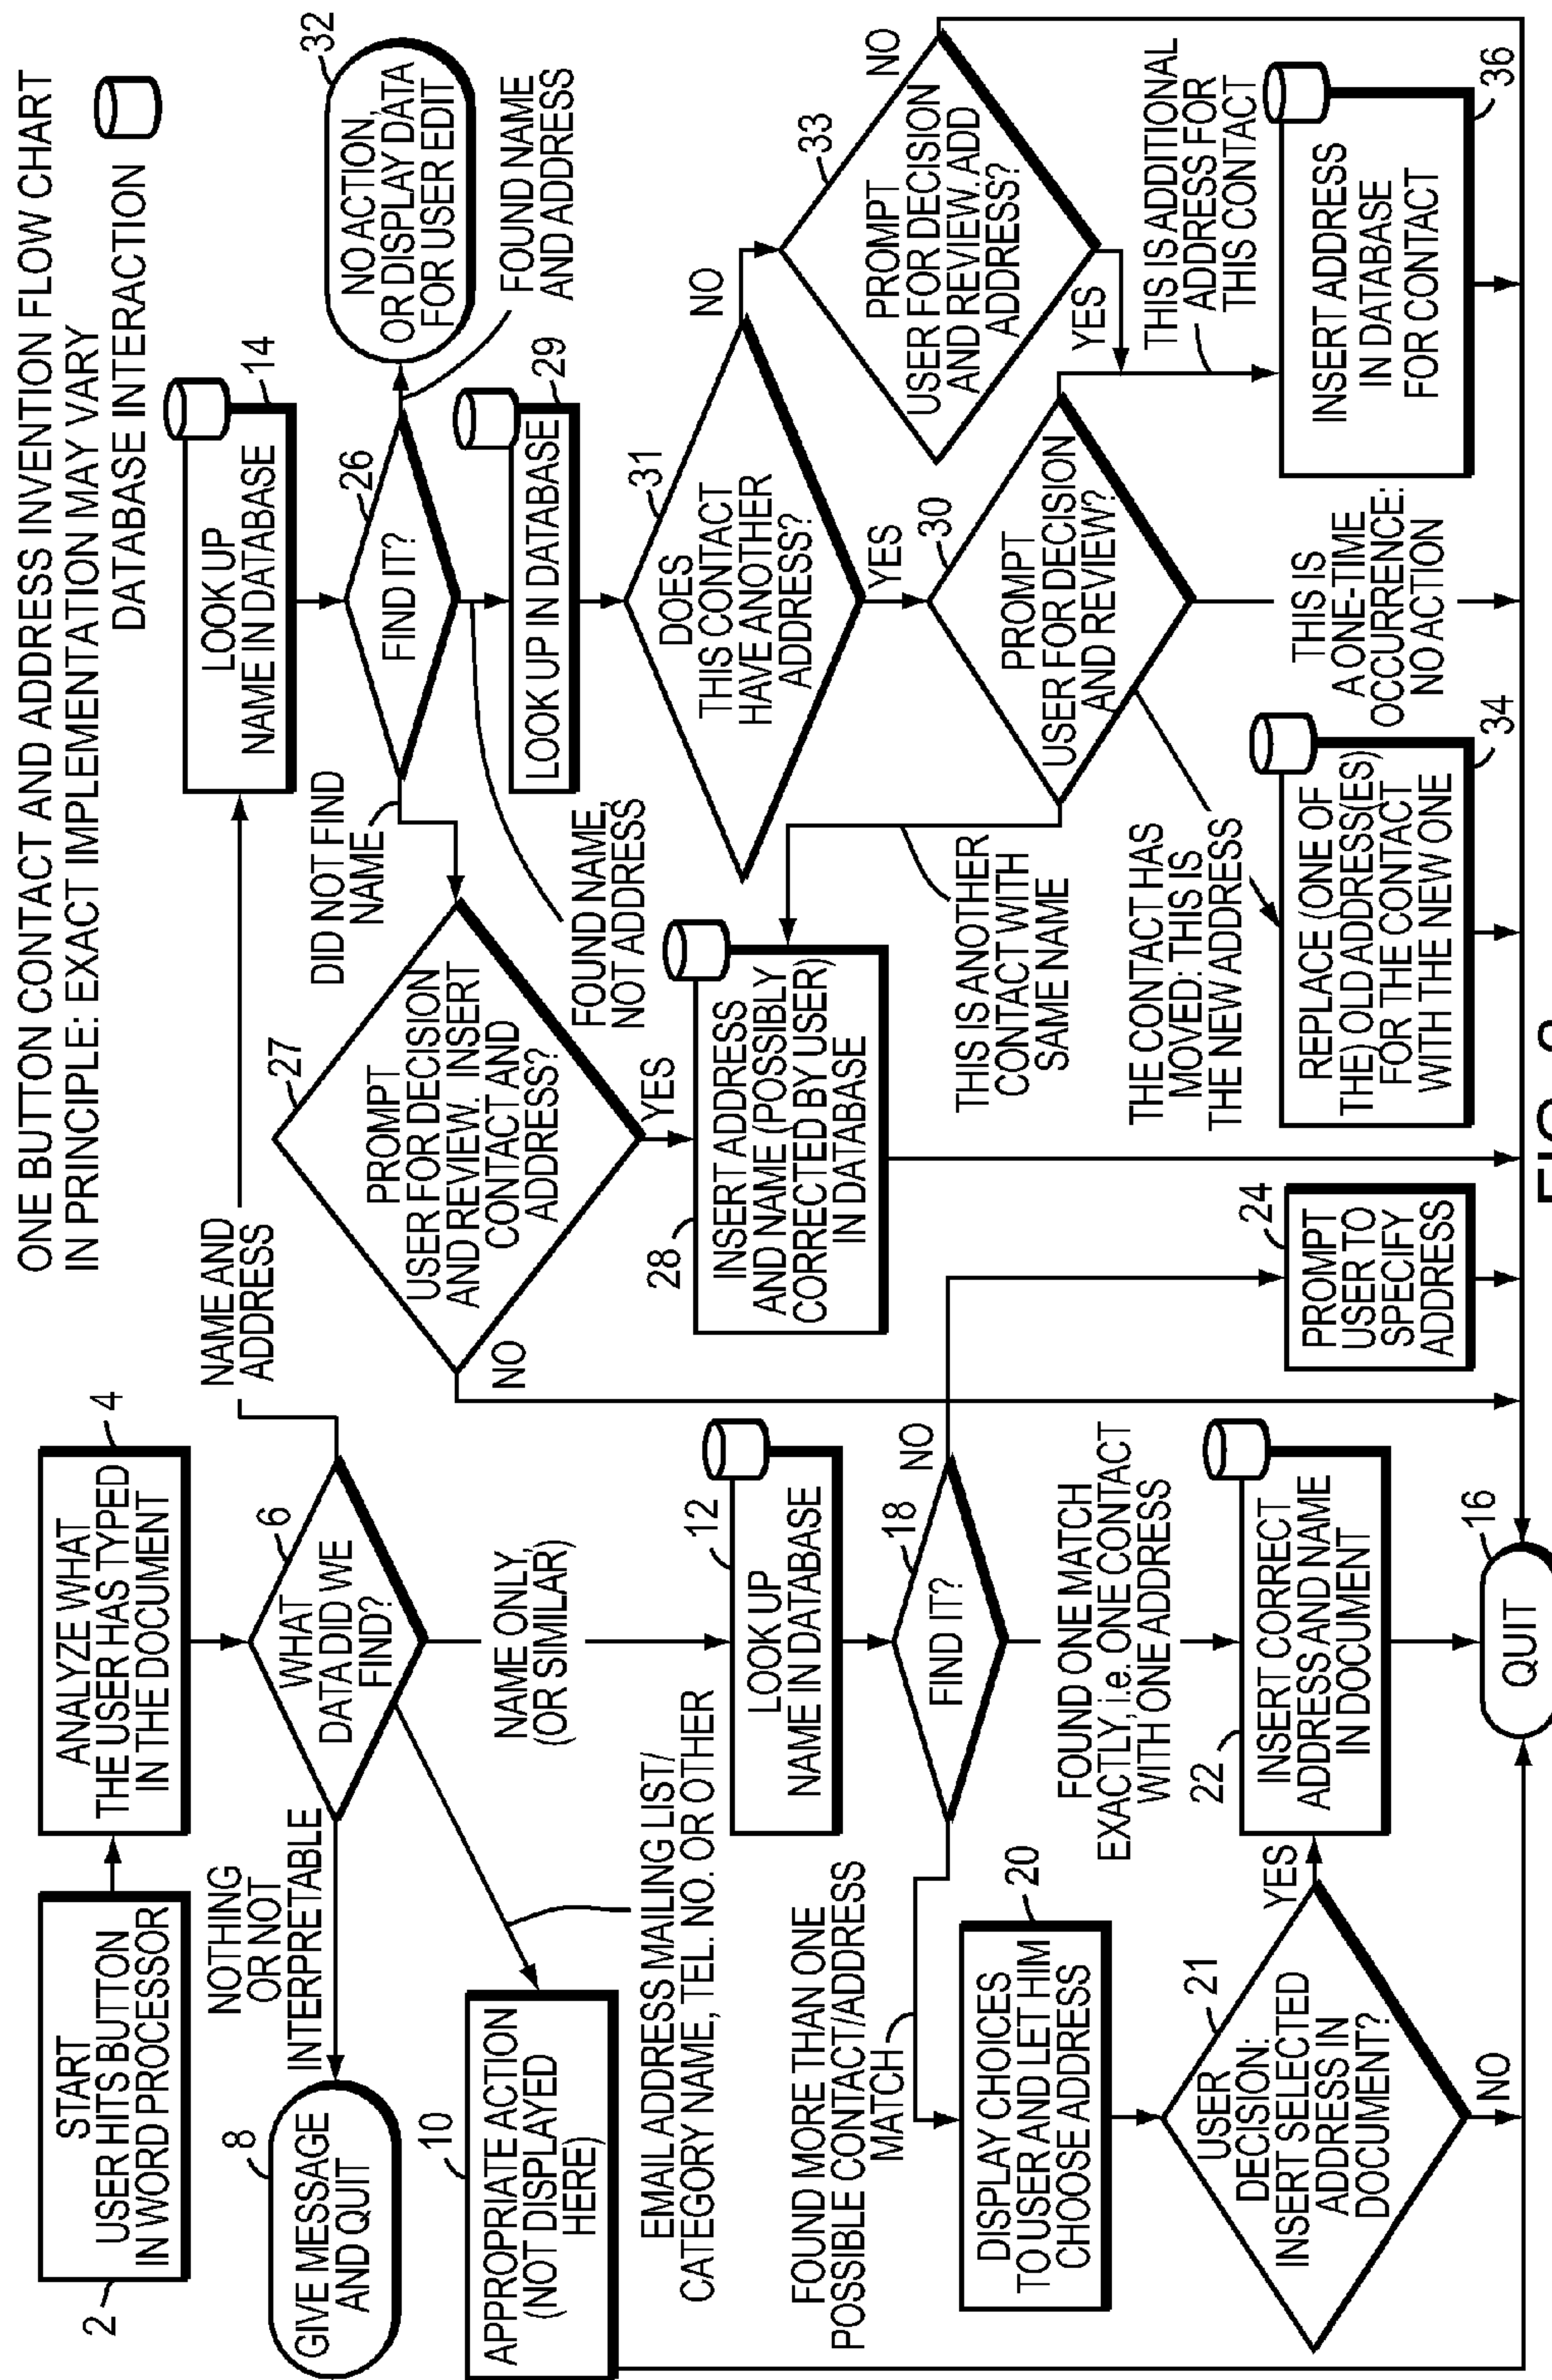 ONE BUTTON CONTACT AND ADDRESS INVENTION FLOW CHART
IN PRINCIPLE: EXACT IMPLEMENTATION MAY VARY
DATABASE INTERACTION
START
USER HITS BUTTON
IN WORD PROCESSOR
2
ANALYZE WHAT
THE USER HAS TYPED
IN THE DOCUMENT
4
WHAT
DATA DID WE
FIND?
6
NOTHING
OR NOT
INTERPRETABLE
GIVE MESSAGE
AND QUIT
8
APPROPRIATE ACTION
(NOT DISPLAYED
HERE)
10
EMAIL ADDRESS MAILING LIST/
CATEGORY NAME, TEL. NO. OR OTHER
NAME ONLY,
(OR SIMILAR)
NAME AND
ADDRESS
LOOK UP
NAME IN DATABASE
12
FIND IT?
18
NO
FOUND MORE THAN ONE
POSSIBLE CONTACT/ADDRESS
MATCH
DISPLAY CHOICES
TO USER AND LET HIM
CHOOSE ADDRESS
20
USER
DECISION:
INSERT SELECTED
ADDRESS IN
DOCUMENT?
21
YES
NO
FOUND ONE MATCH
EXACTLY, i.e. ONE CONTACT
WITH ONE ADDRESS
INSERT CORRECT
ADDRESS AND NAME
IN DOCUMENT
22
QUIT
16
PROMPT
USER TO
SPECIFY
ADDRESS
24
LOOK UP
NAME IN DATABASE
14
FIND IT?
26
DID NOT FIND
NAME
FOUND NAME,
NOT ADDRESS
FOUND NAME
AND ADDRESS
NO ACTION,
OR DISPLAY DATA
FOR USER EDIT
32
PROMPT
USER FOR DECISION
AND REVIEW. INSERT
CONTACT AND
ADDRESS?
27
NO
YES
INSERT ADDRESS
AND NAME (POSSIBLY
CORRECTED BY USER)
IN DATABASE
28
LOOK UP IN DATABASE
29
DOES
THIS CONTACT
HAVE ANOTHER
ADDRESS?
31
NO
YES
PROMPT
USER FOR DECISION
AND REVIEW?
30
PROMPT
USER FOR DECISION
AND REVIEW. ADD
ADDRESS?
33
NO
YES
THIS IS ANOTHER
CONTACT WITH
SAME NAME
THE CONTACT HAS
MOVED: THIS IS
THE NEW ADDRESS
REPLACE (ONE OF
THE) OLD ADDRESS(ES)
FOR THE CONTACT
WITH THE NEW ONE
34
THIS IS
A ONE-TIME
OCCURRENCE:
NO ACTION
THIS IS ADDITIONAL
ADDRESS FOR
THIS CONTACT
INSERT ADDRESS
IN DATABASE
FOR CONTACT
36